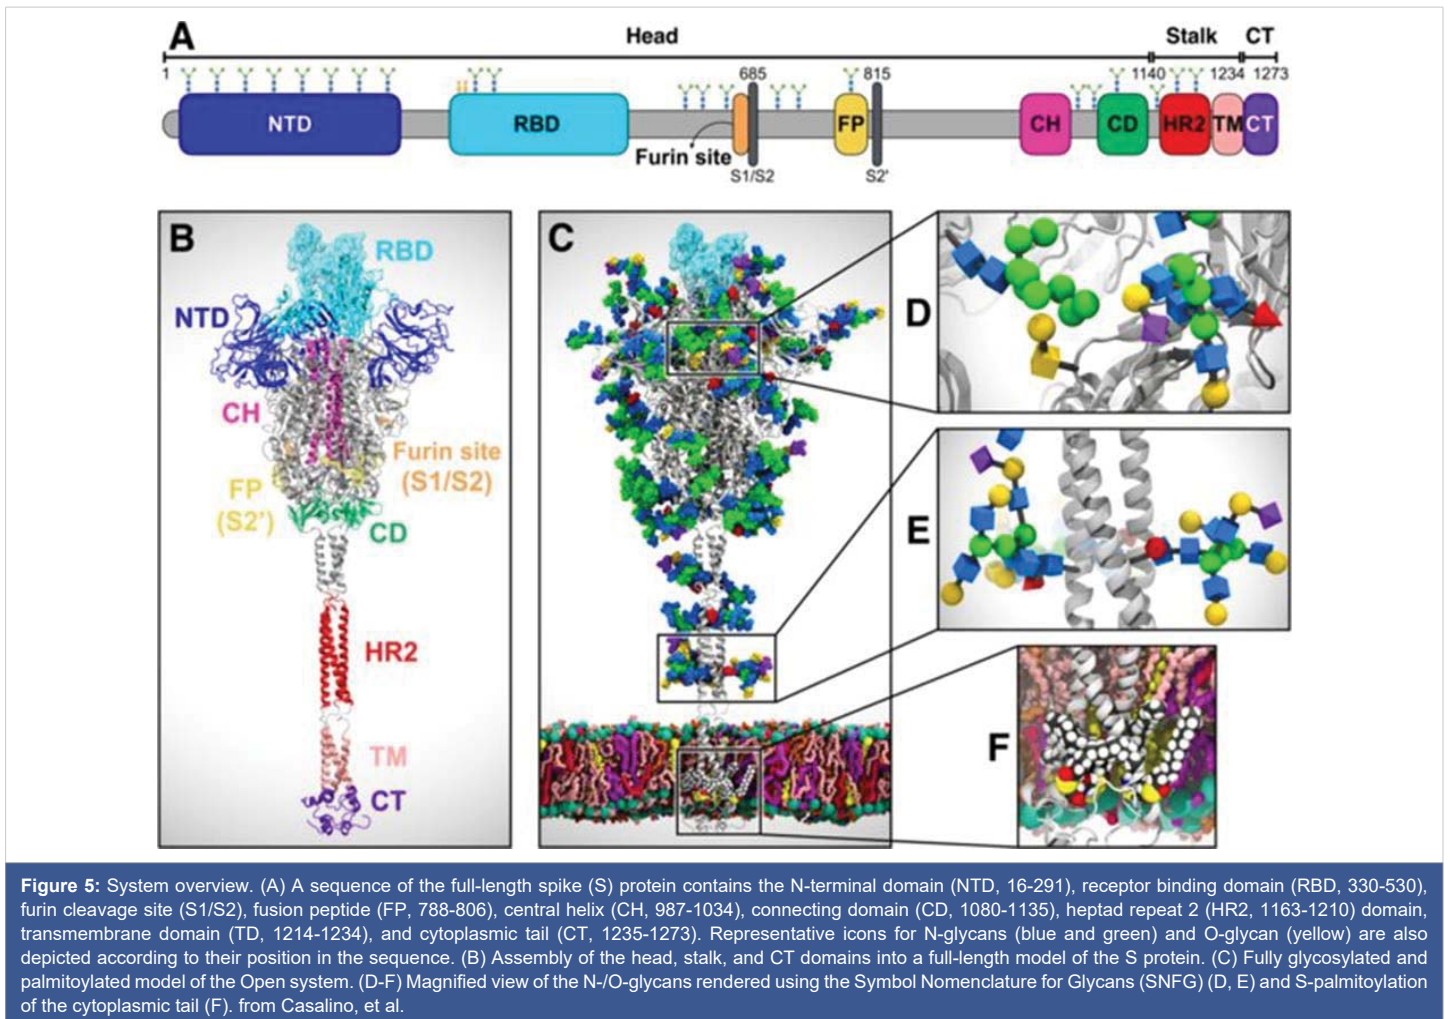 A
Head
Stalk
CT
1
685
815
1140
1234
1273
NTD
RBD
FP
CH
CD
HR2
TM
CT
Furin site
S1/S2
S2'
B
RBD
NTD
CH
Furin site
(S1/S2)
FP
(S2')
CD
HR2
TM
CT
C
D
E
F
Figure 5: System overview. (A) A sequence of the full-length spike (S) protein contains the N-terminal domain (NTD, 16-291), receptor binding domain (RBD, 330-530),
furin cleavage site (S1/S2), fusion peptide (FP, 788-806), central helix (CH, 987-1034), connecting domain (CD, 1080-1135), heptad repeat 2 (HR2, 1163-1210) domain,
transmembrane domain (TD, 1214-1234), and cytoplasmic tail (CT, 1235-1273). Representative icons for N-glycans (blue and green) and O-glycan (yellow) are also
depicted according to their position in the sequence. (B) Assembly of the head, stalk, and CT domains into a full-length model of the S protein. (C) Fully glycosylated and
palmitoylated model of the Open system. (D-F) Magnified view of the N-/O-glycans rendered using the Symbol Nomenclature for Glycans (SNFG) (D, E) and S-palmitoylation
of the cytoplasmic tail (F). from Casalino, et al.